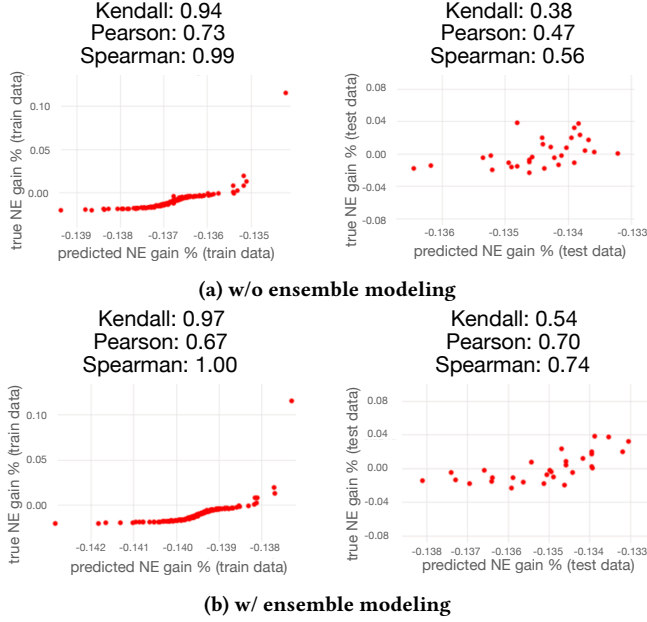 Kendall: 0.94
Pearson: 0.73
Spearman: 0.99
true NE gain % (train data)
0.10
0.05
0.00
-0.139 -0.138 -0.137 -0.136 -0.135
predicted NE gain % (train data)
Kendall: 0.38
Pearson: 0.47
Spearman: 0.56
true NE gain % (test data)
0.08
0.04
0.00
-0.04
-0.08
-0.136 -0.135 -0.134 -0.133
predicted NE gain % (test data)
(a) w/o ensemble modeling
Kendall: 0.97
Pearson: 0.67
Spearman: 1.00
true NE gain % (train data)
0.10
0.05
0.00
-0.142 -0.141 -0.140 -0.139 -0.138
predicted NE gain % (train data)
Kendall: 0.54
Pearson: 0.70
Spearman: 0.74
true NE gain % (test data)
0.08
0.04
0.00
-0.04
-0.08
-0.138 -0.137 -0.136 -0.135 -0.134 -0.133
predicted NE gain % (test data)
(b) w/ ensemble modeling